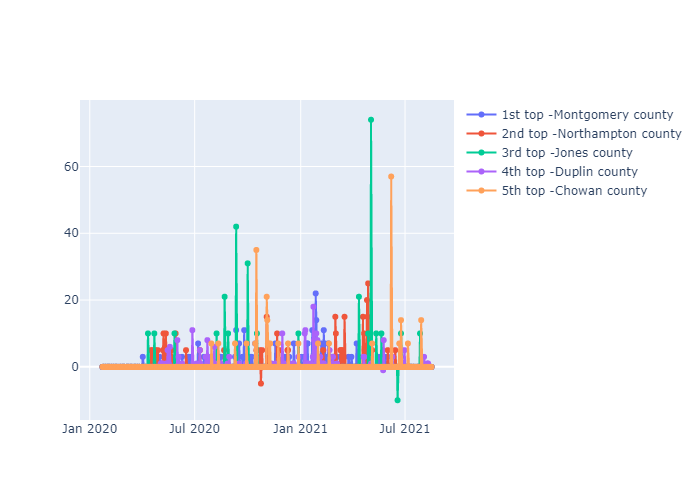 1st top -Montgomery county
2nd top -Northampton county
3rd top -Jones county
4th top -Duplin county
5th top -Chowan county
60
40
20
0
Jan 2020 Jul 2020 Jan 2021 Jul 2021